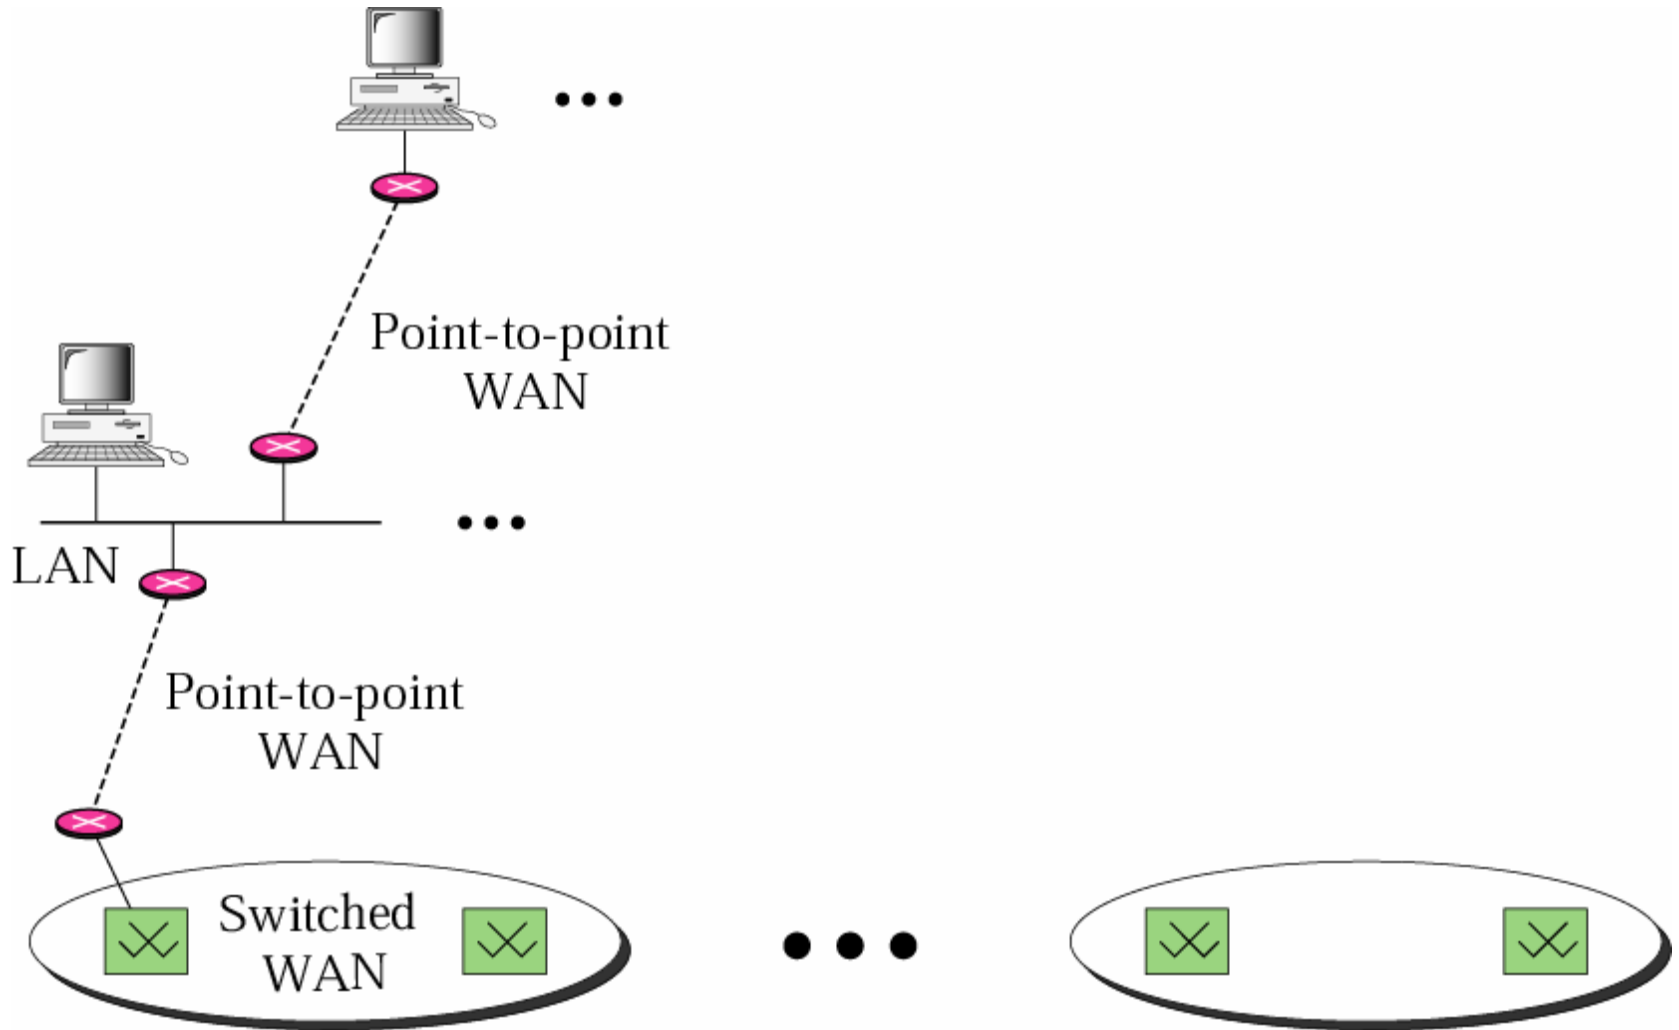 Point-to-point
WAN
LAN
Point-to-point
WAN
Switched
WAN